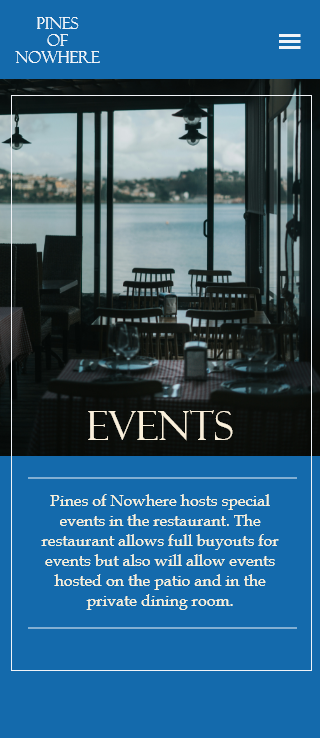 PINES
OF
NOWHERE
EVENTS
Pines of Nowhere hosts special
events in the restaurant. The
restaurant allows full buyouts for
events but also will allow events
hosted on the patio and in the
private dining room.